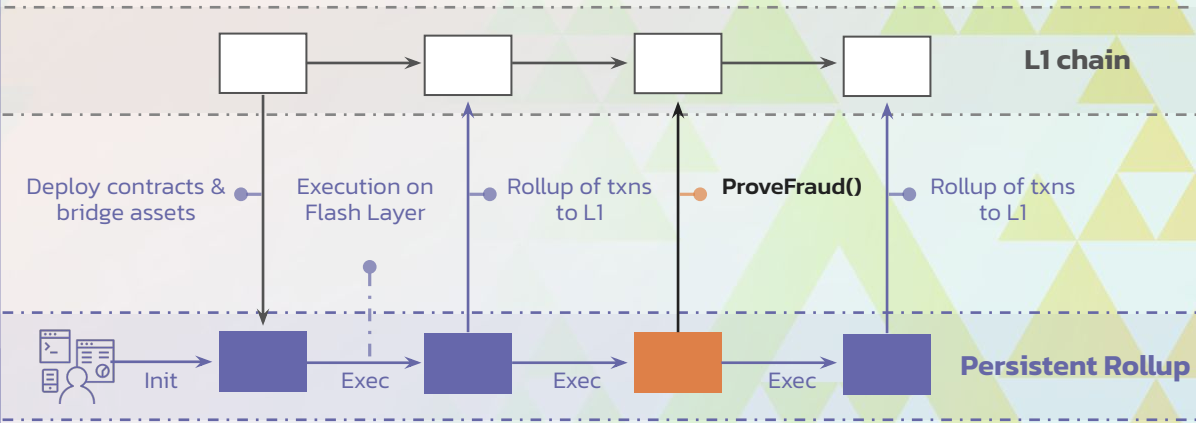 L1 chain
Deploy contracts &
bridge assets
Execution on
Flash Layer
Rollup of txns
to L1
ProveFraud()
Rollup of txns
to L1
Init
Exec
Exec
Exec
Persistent Rollup